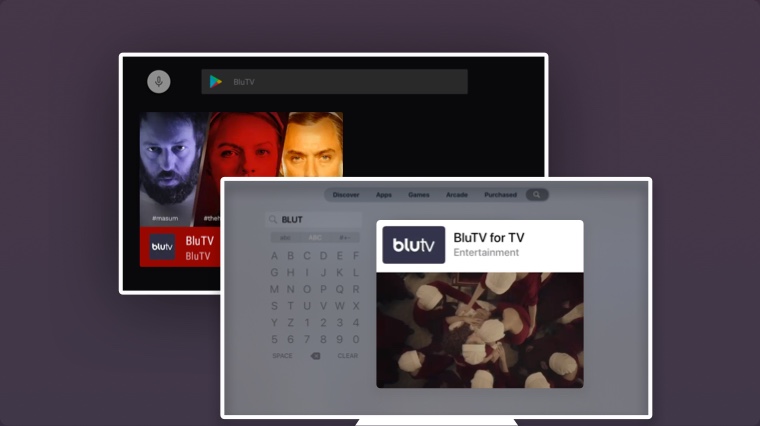 BluTV
#masum
blutv
BluTV
BluTV
Discover Apps Games Arcade Purchased
BLUT
abc ABC #+-
A B C D E F
G H I J K L
M N O P Q R
S T U V W X
Y Z 1 2 3 4
5 6 7 8 9 0
SPACE CLEAR
blutv
BluTV for TV
Entertainment